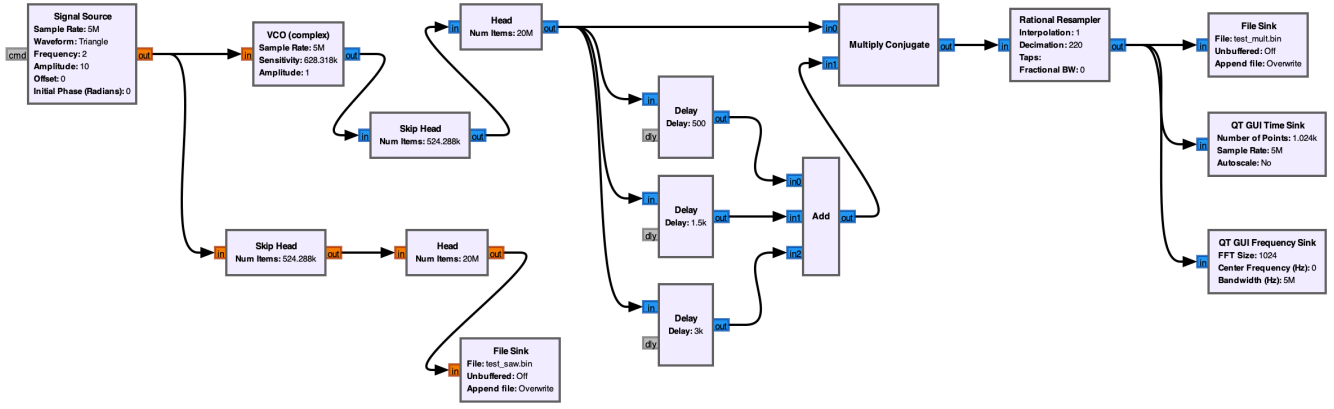 Signal Source
Sample Rate: 5M
Waveform: Triangle
Frequency: 2
Amplitude: 10
Offset: 0
Initial Phase (Radians): 0
cmd
out
in
VCO (complex)
Sample Rate: 5M
Sensitivity: 628.318k
Amplitude: 1
out
in
Skip Head
Num Items: 524.288k
out
in
Head
Num Items: 20M
out
in
Skip Head
Num Items: 524.288k
out
in
Head
Num Items: 20M
out
in
File Sink
File: test_saw.bin
Unbuffered: Off
Append file: Overwrite
in
dly
Delay
Delay: 500
out
in
dly
Delay
Delay: 1.5k
out
in
dly
Delay
Delay: 3k
out
in0
in1
in2
Add
out
in0
in1
Multiply Conjugate
out
in
Rational Resampler
Interpolation: 1
Decimation: 220
Taps:
Fractional BW: 0
out
in
File Sink
File: test_mult.bin
Unbuffered: Off
Append file: Overwrite
in
QT GUI Time Sink
Number of Points: 1.024k
Sample Rate: 5M
Autoscale: No
in
QT GUI Frequency Sink
FFT Size: 1024
Center Frequency (Hz): 0
Bandwidth (Hz): 5M